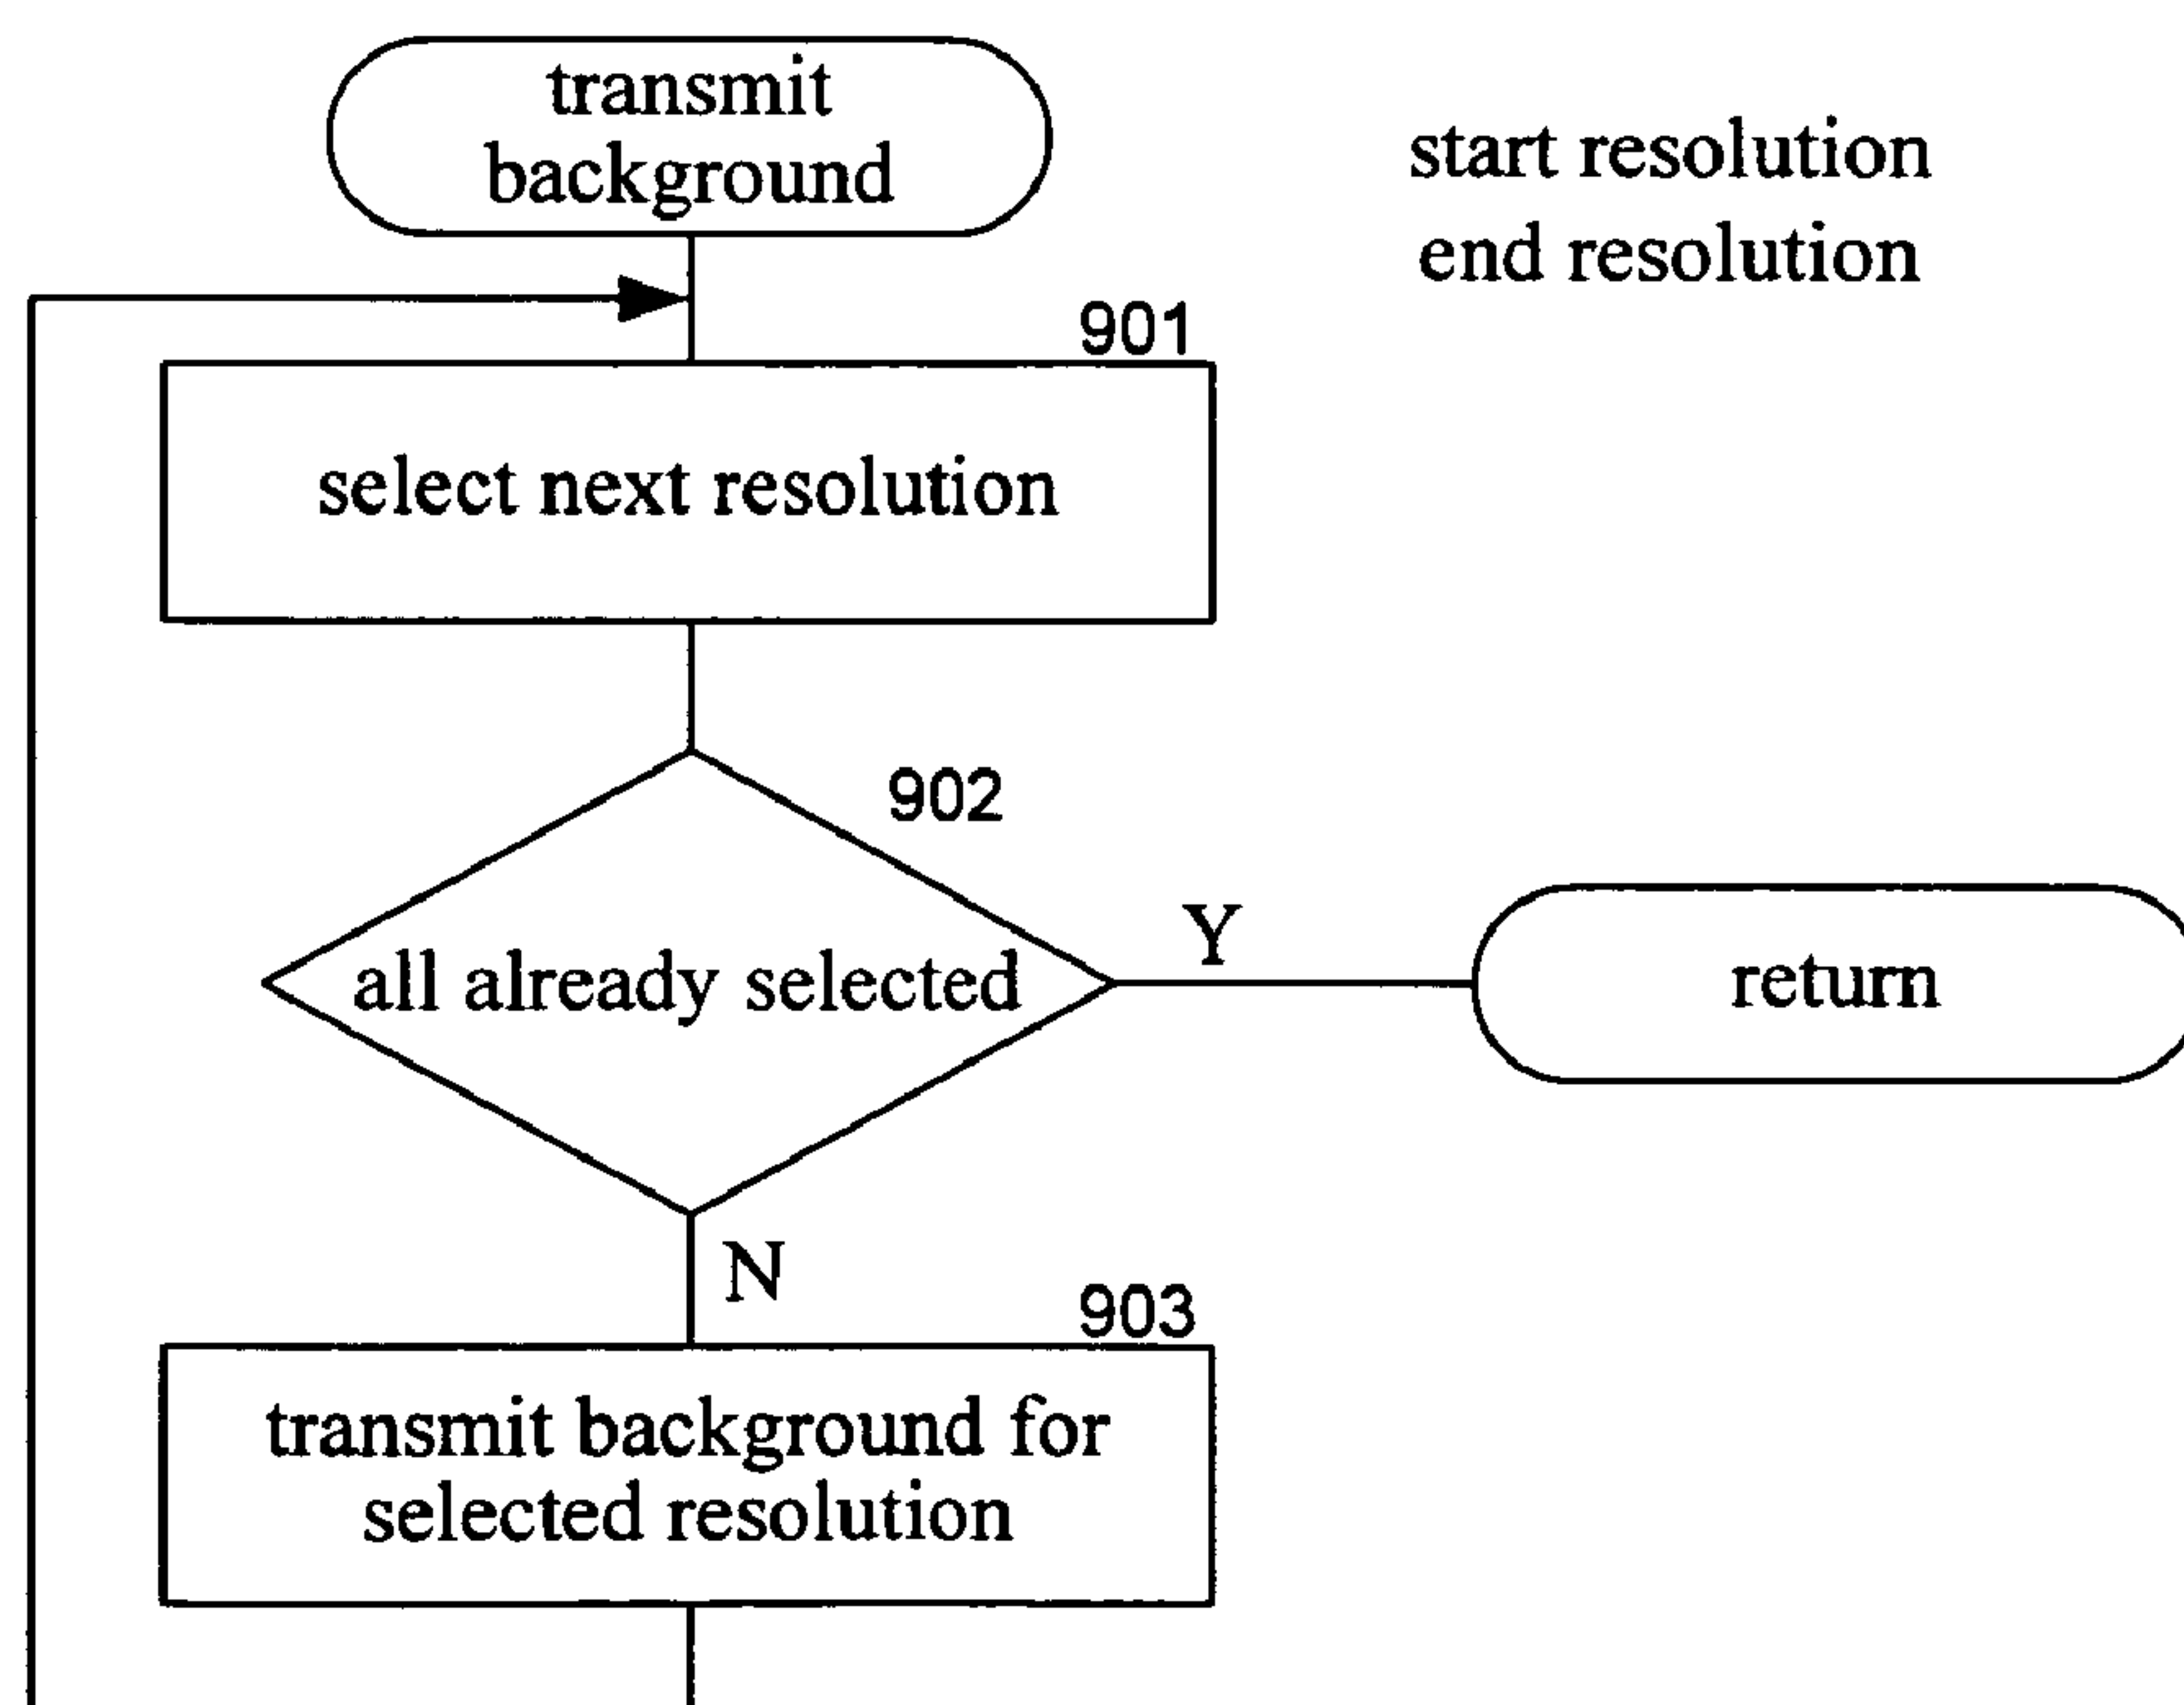 transmit
background
start resolution
end resolution
901
select next resolution
902
all already selected
Y
return
N
903
transmit background for
selected resolution